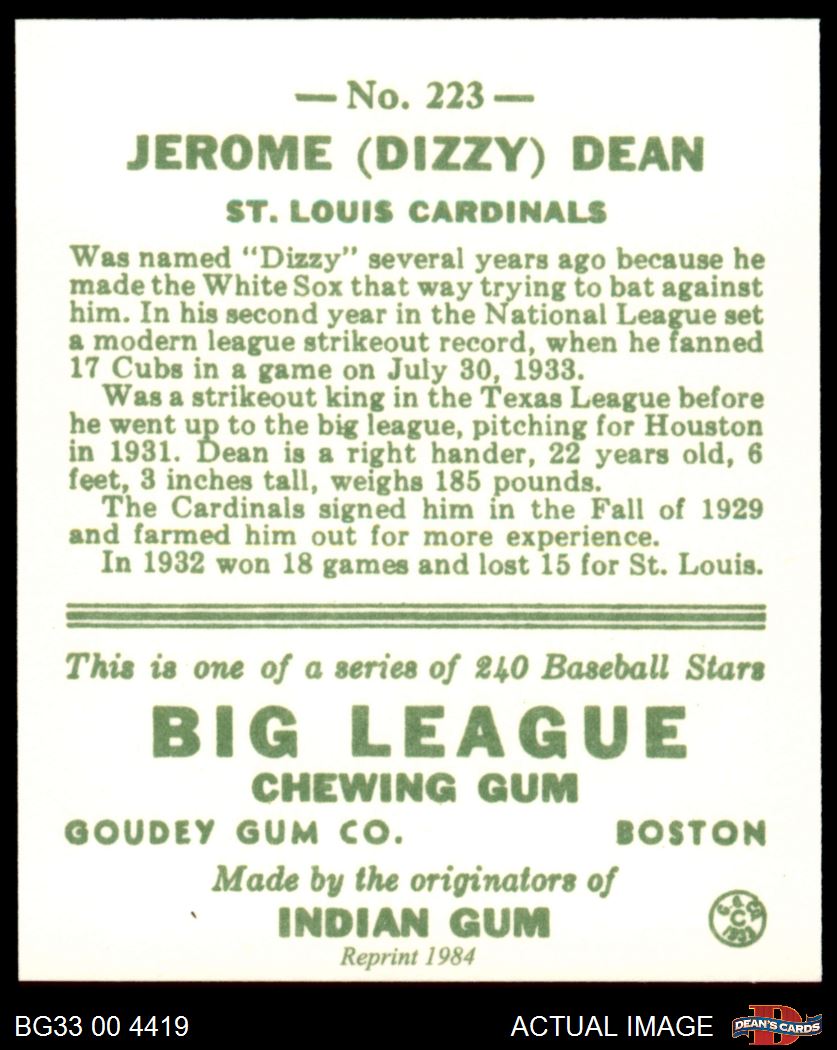 — No. 223 —
JEROME (DIZZY) DEAN
ST. LOUIS CARDINALS
Was named "Dizzy" several years ago because he
made the White Sox that way trying to bat against
him. In his second year in the National League set
a modern league strikeout record, when he fanned
17 Cubs in a game on July 30, 1933.
Was a strikeout king in the Texas League before
he went up to the big league, pitching for Houston
in 1931. Dean is a right hander, 22 years old, 6
feet, 3 inches tall, weighs 185 pounds.
The Cardinals signed him in the Fall of 1929
and farmed him out for more experience.
In 1932 won 18 games and lost 15 for St. Louis.
This is one of a series of 240 Baseball Stars
BIG LEAGUE
CHEWING GUM
GOUDEY GUM CO. BOSTON
Made by the originators of
INDIAN GUM
G. G. CO.
C
1933
Reprint 1984
BG33 00 4419
ACTUAL IMAGE
D
DEAN'S CARDS